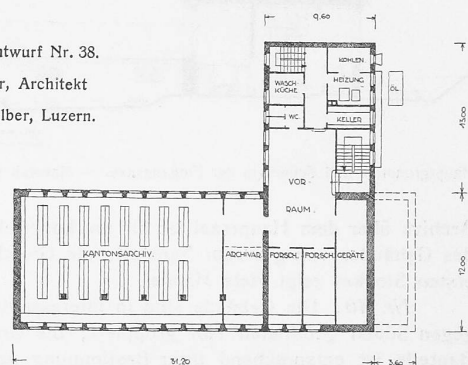 twurf Nr. 38.
r, Architekt
lber, Luzern.
9.60
KOHLEN
WASCH-
KÜCHE
HEIZUNG
ÖL
WC.
KELLER
15.00
VOR
RAUM.
KANTONSARCHIV.
ARCHIVAR.
FORSCH.
FORSCH.
GERÄTE
12.00
31.20
3.60